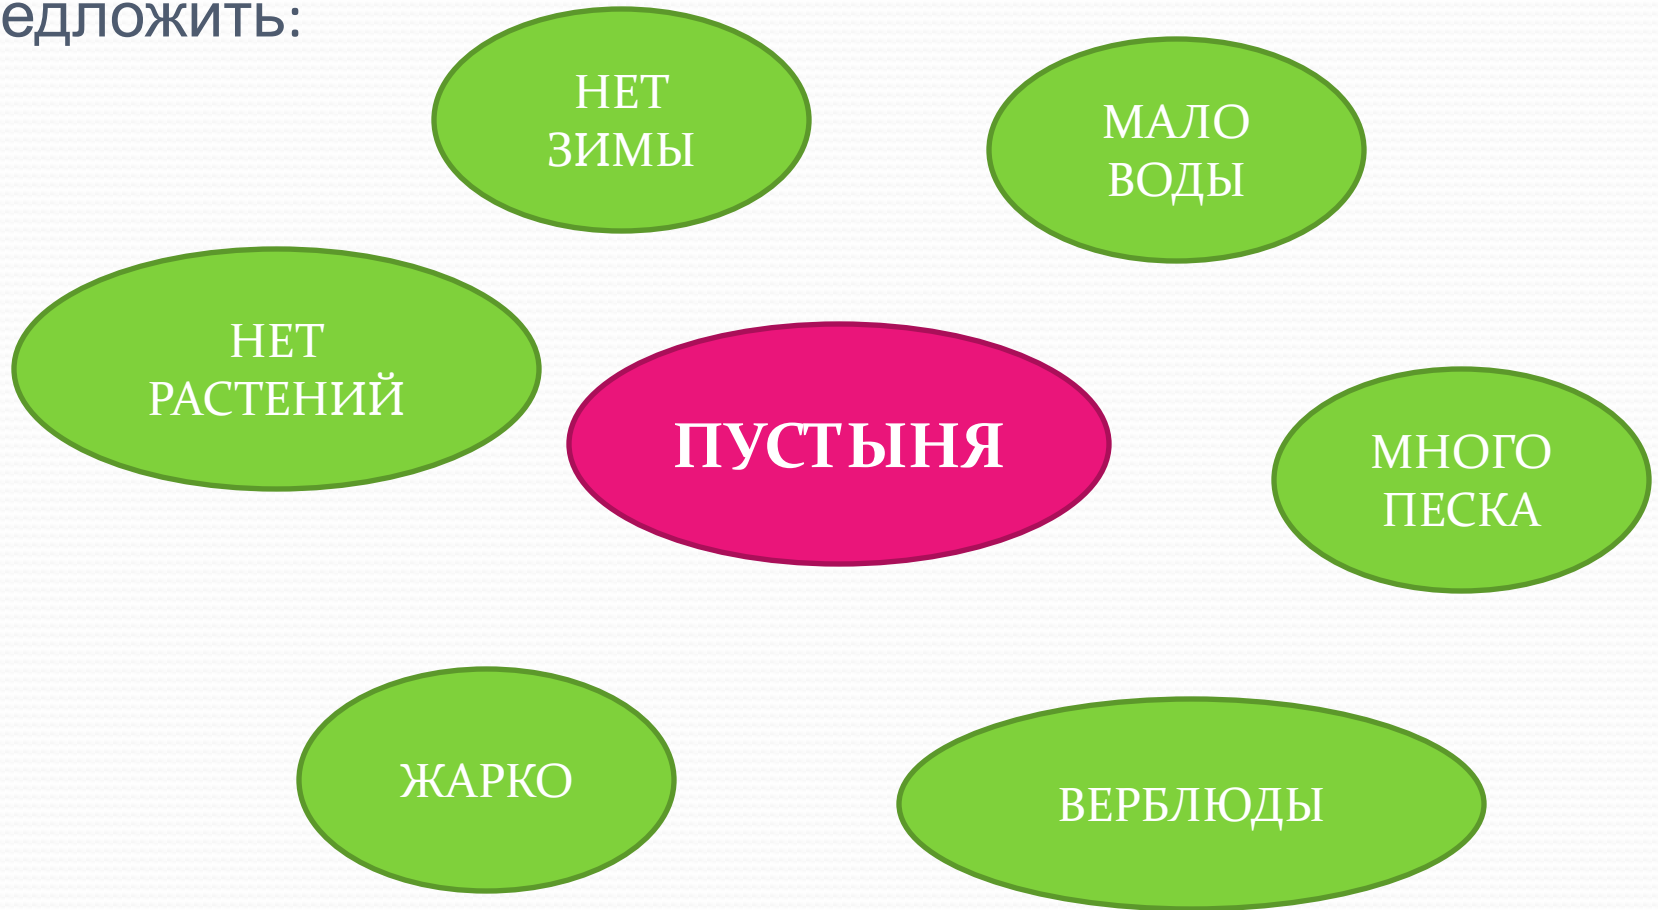 едложить:
НЕТ
ЗИМЫ
МАЛО
ВОДЫ
НЕТ
РАСТЕНИЙ
ПУСТЫНЯ
МНОГО
ПЕСКА
ЖАРКО
ВЕРБЛЮДЫ